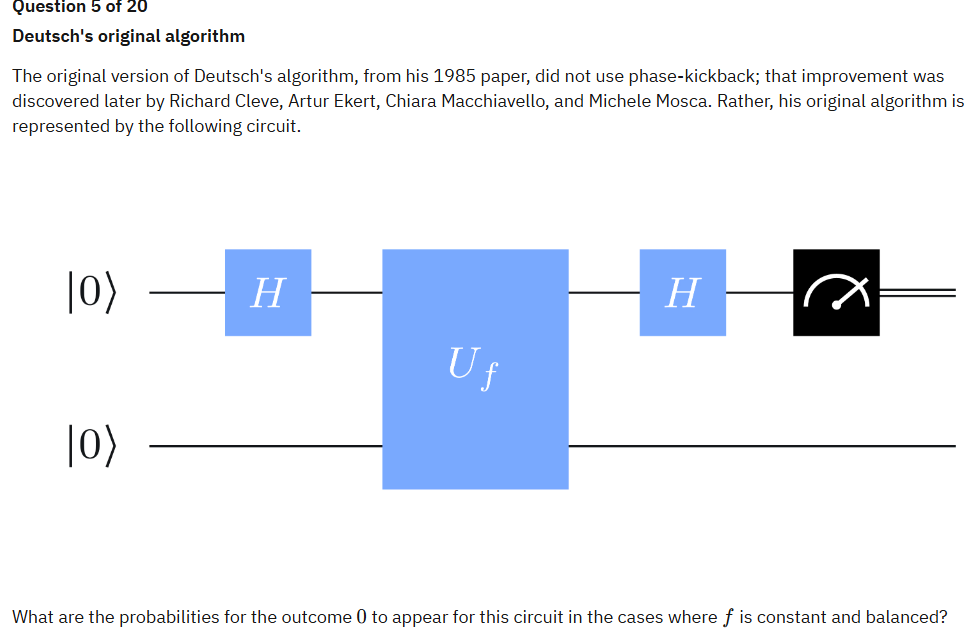 Question 5 of 20
Deutsch's original algorithm
The original version of Deutsch's algorithm, from his 1985 paper, did not use phase-kickback; that improvement was
discovered later by Richard Cleve, Artur Ekert, Chiara Macchiavello, and Michele Mosca. Rather, his original algorithm is
represented by the following circuit.
|0⟩ H H
U_f
|0⟩
What are the probabilities for the outcome 0 to appear for this circuit in the cases where f is constant and balanced?